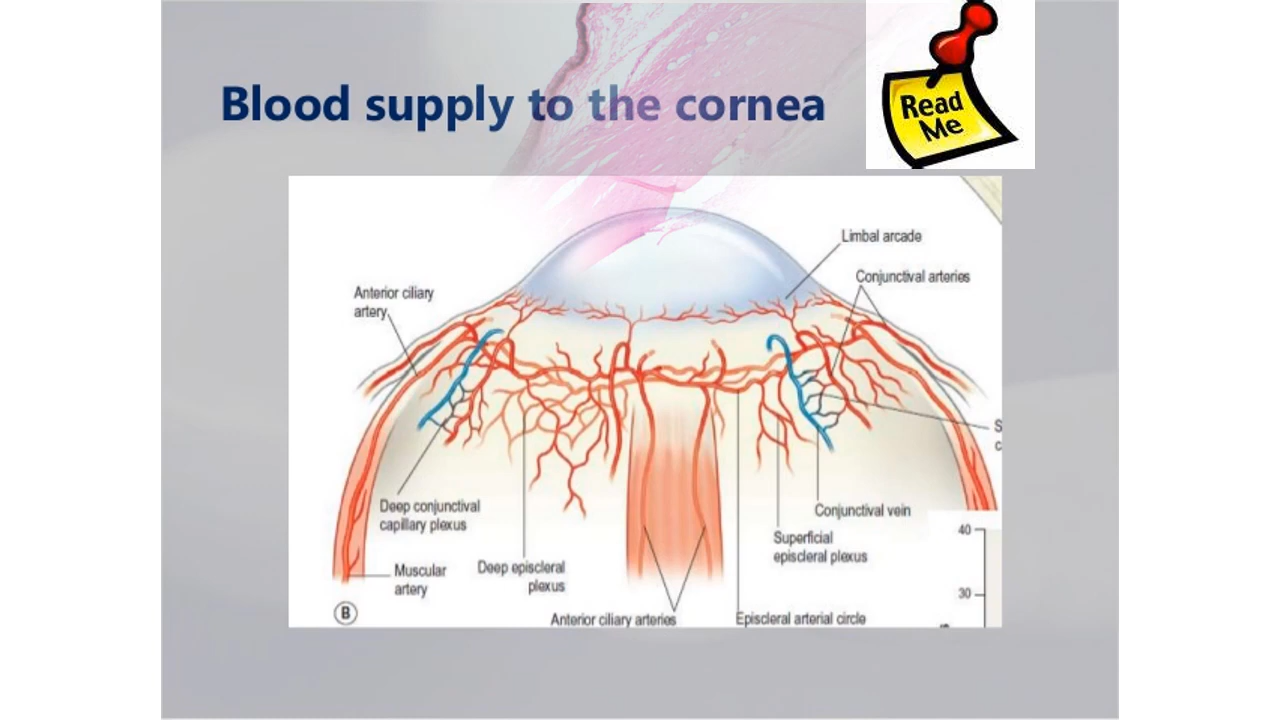 Blood supply to the cornea
Read
Me
Limbal arcade
Conjunctival arteries
Anterior ciliary
artery
S
c
Deep conjunctival
capillary plexus
Conjunctival vein
40
Superficial
episcleral plexus
Muscular
artery
Deep episcleral
plexus
30
B
Anterior ciliary arteries
Episcleral arterial circle